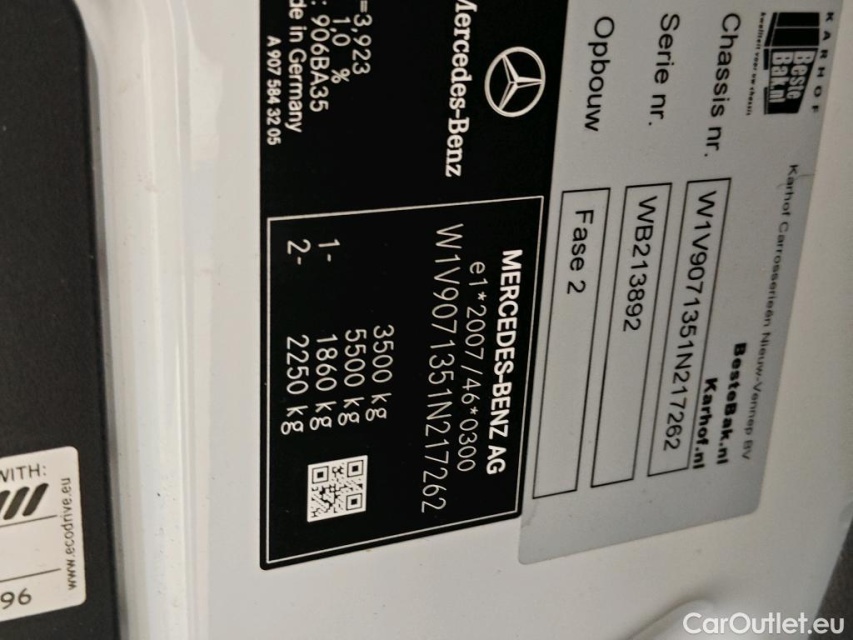 KARHOF
Beste
Bak.nl
Karhof Carrosserieën Nieuw-Vennep BV
BesteBak.nl
Karhof.nl
Chassis nr. W1V9071351N217262
Serie nr. WB213892
Opbouw Fase 2
Mercedes-Benz
MERCEDES-BENZ AG
e1*2007/46*0300
W1V9071351N217262
3500 kg
5500 kg
1- 1860 kg
2- 2250 kg
=3,923
1,0 %
: 906BA35
de in Germany
A 907 584 32 05
WITH:
www.ecodrive.eu
96
CarOutlet.eu